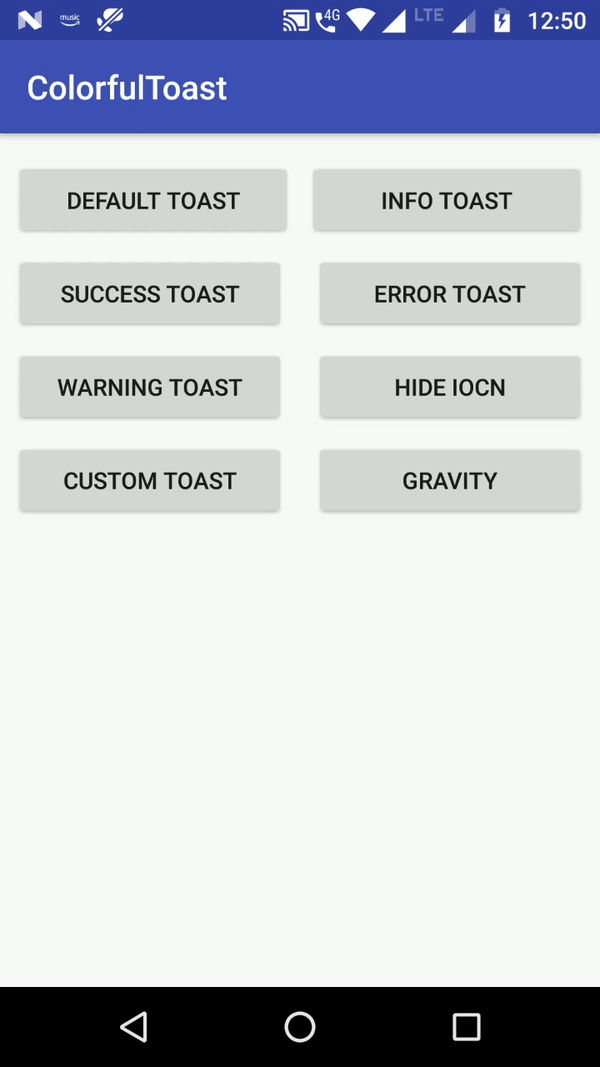 music 4G LTE 12:50
ColorfulToast
DEFAULT TOAST INFO TOAST
SUCCESS TOAST ERROR TOAST
WARNING TOAST HIDE IOCN
CUSTOM TOAST GRAVITY